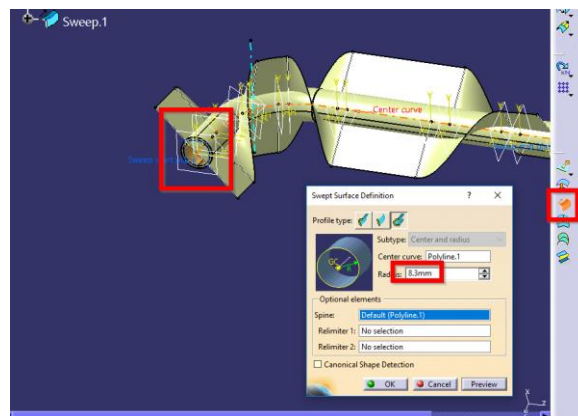 Sweep.1
Center curve
Swept Surface Definition ? ×
Profile type:
Subtype: Center and radius
Center curve: Polyline.1
Radius: 8.3mm
Optional elements
Spine: Default (Polyline.1)
Relimiter 1: No selection
Relimiter 2: No selection
Canonical Shape Detection
OK Cancel Preview